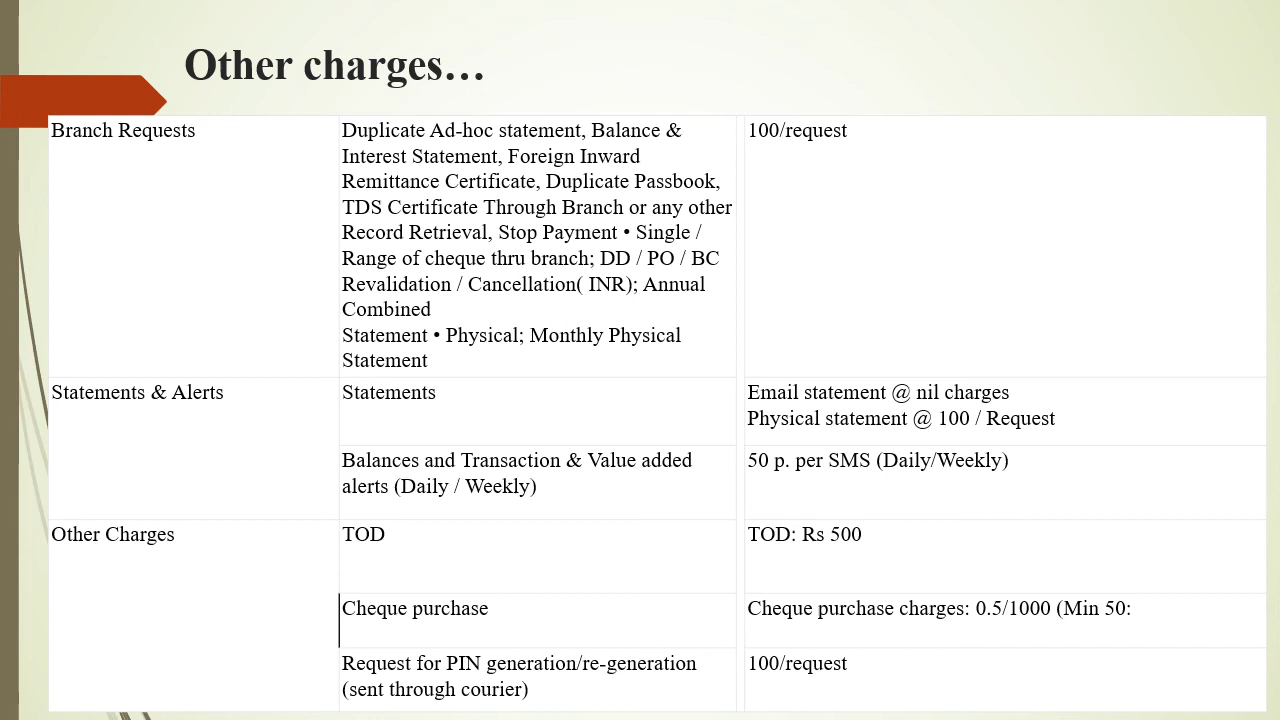 Other charges…
Branch Requests
Duplicate Ad-hoc statement, Balance &
Interest Statement, Foreign Inward
Remittance Certificate, Duplicate Passbook,
TDS Certificate Through Branch or any other
Record Retrieval, Stop Payment • Single /
Range of cheque thru branch; DD / PO / BC
Revalidation / Cancellation( INR); Annual
Combined
Statement • Physical; Monthly Physical
Statement
100/request
Statements & Alerts
Statements
Email statement @ nil charges
Physical statement @ 100 / Request
Balances and Transaction & Value added
alerts (Daily / Weekly)
50 p. per SMS (Daily/Weekly)
Other Charges
TOD
TOD: Rs 500
Cheque purchase
Cheque purchase charges: 0.5/1000 (Min 50:
Request for PIN generation/re-generation
(sent through courier)
100/request